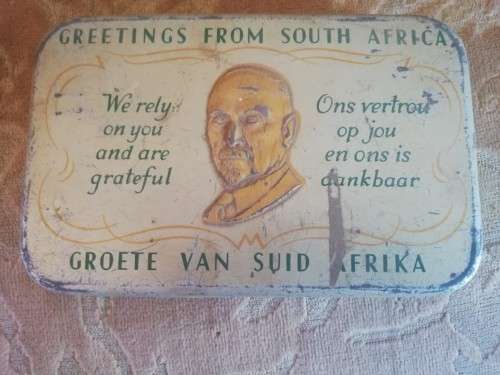 GREETINGS FROM SOUTH AFRICA
We rely
on you
and are
grateful
Ons vertrou
op jou
en ons is
dankbaar
GROETE VAN SUID AFRIKA